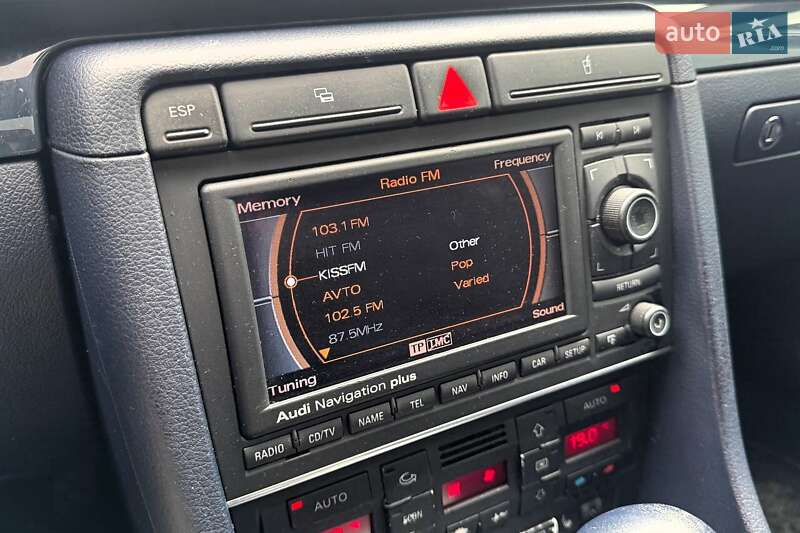 auto RIA
.com
ESP
Radio FM
Frequency
Memory
103.1 FM
HIT FM
KISSFM
Other
AVTO
Pop
102.5 FM
Varied
87.5MHz
Sound
TP TMC
Tuning
RETURN
Audi Navigation plus
RADIO
CD/TV
NAME
TEL
NAV
INFO
CAR
SETUP
AUTO
AUTO
ECON